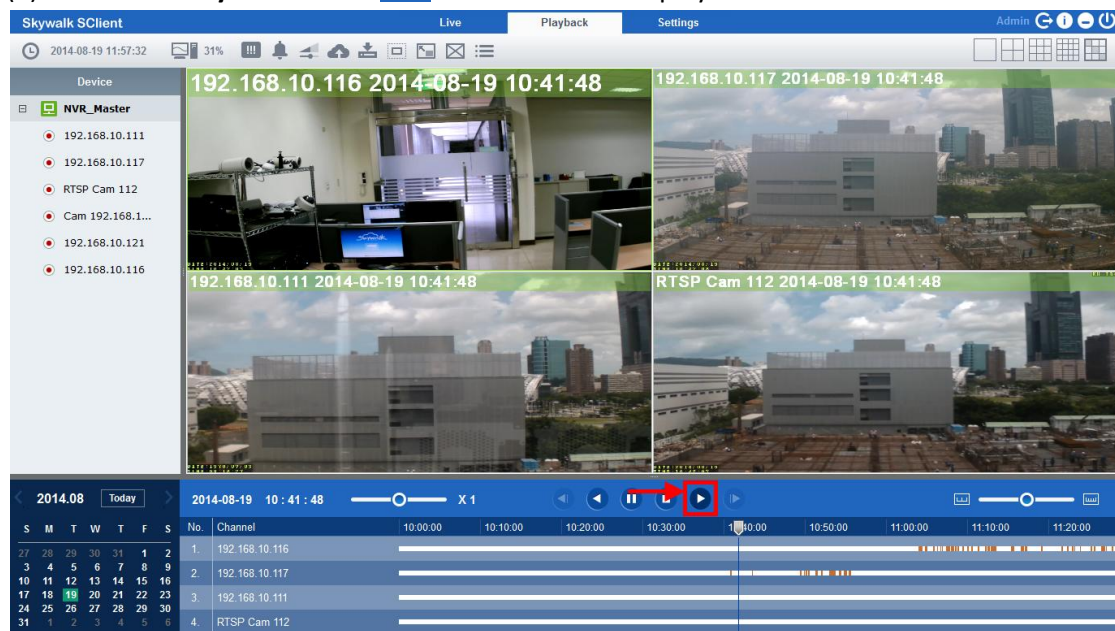 Skywalk SClient Live Playback Settings Admin
2014-08-19 11:57:32 31%
Device
NVR_Master
192.168.10.111
192.168.10.117
RTSP Cam 112
Cam 192.168.1...
192.168.10.121
192.168.10.116
192.168.10.116 2014-08-19 10:41:48
192.168.10.117 2014-08-19 10:41:48
192.168.10.111 2014-08-19 10:41:48
RTSP Cam 112 2014-08-19 10:41:48
2014.08 Today
S M T W T F S
27 28 29 30 31 1 2
3 4 5 6 7 8 9
10 11 12 13 14 15 16
17 18 19 20 21 22 23
24 25 26 27 28 29 30
31 1 2 3 4 5 6
2014-08-19 10 : 41 : 48 X 1
No. Channel 10:00:00 10:10:00 10:20:00 10:30:00 10:40:00 10:50:00 11:00:00 11:10:00 11:20:00
1. 192.168.10.116
2. 192.168.10.117
3. 192.168.10.111
4. RTSP Cam 112